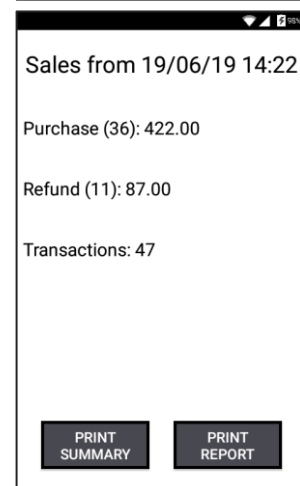 98%
Sales from 19/06/19 14:22
Purchase (36): 422.00
Refund (11): 87.00
Transactions: 47
PRINT
SUMMARY
PRINT
REPORT